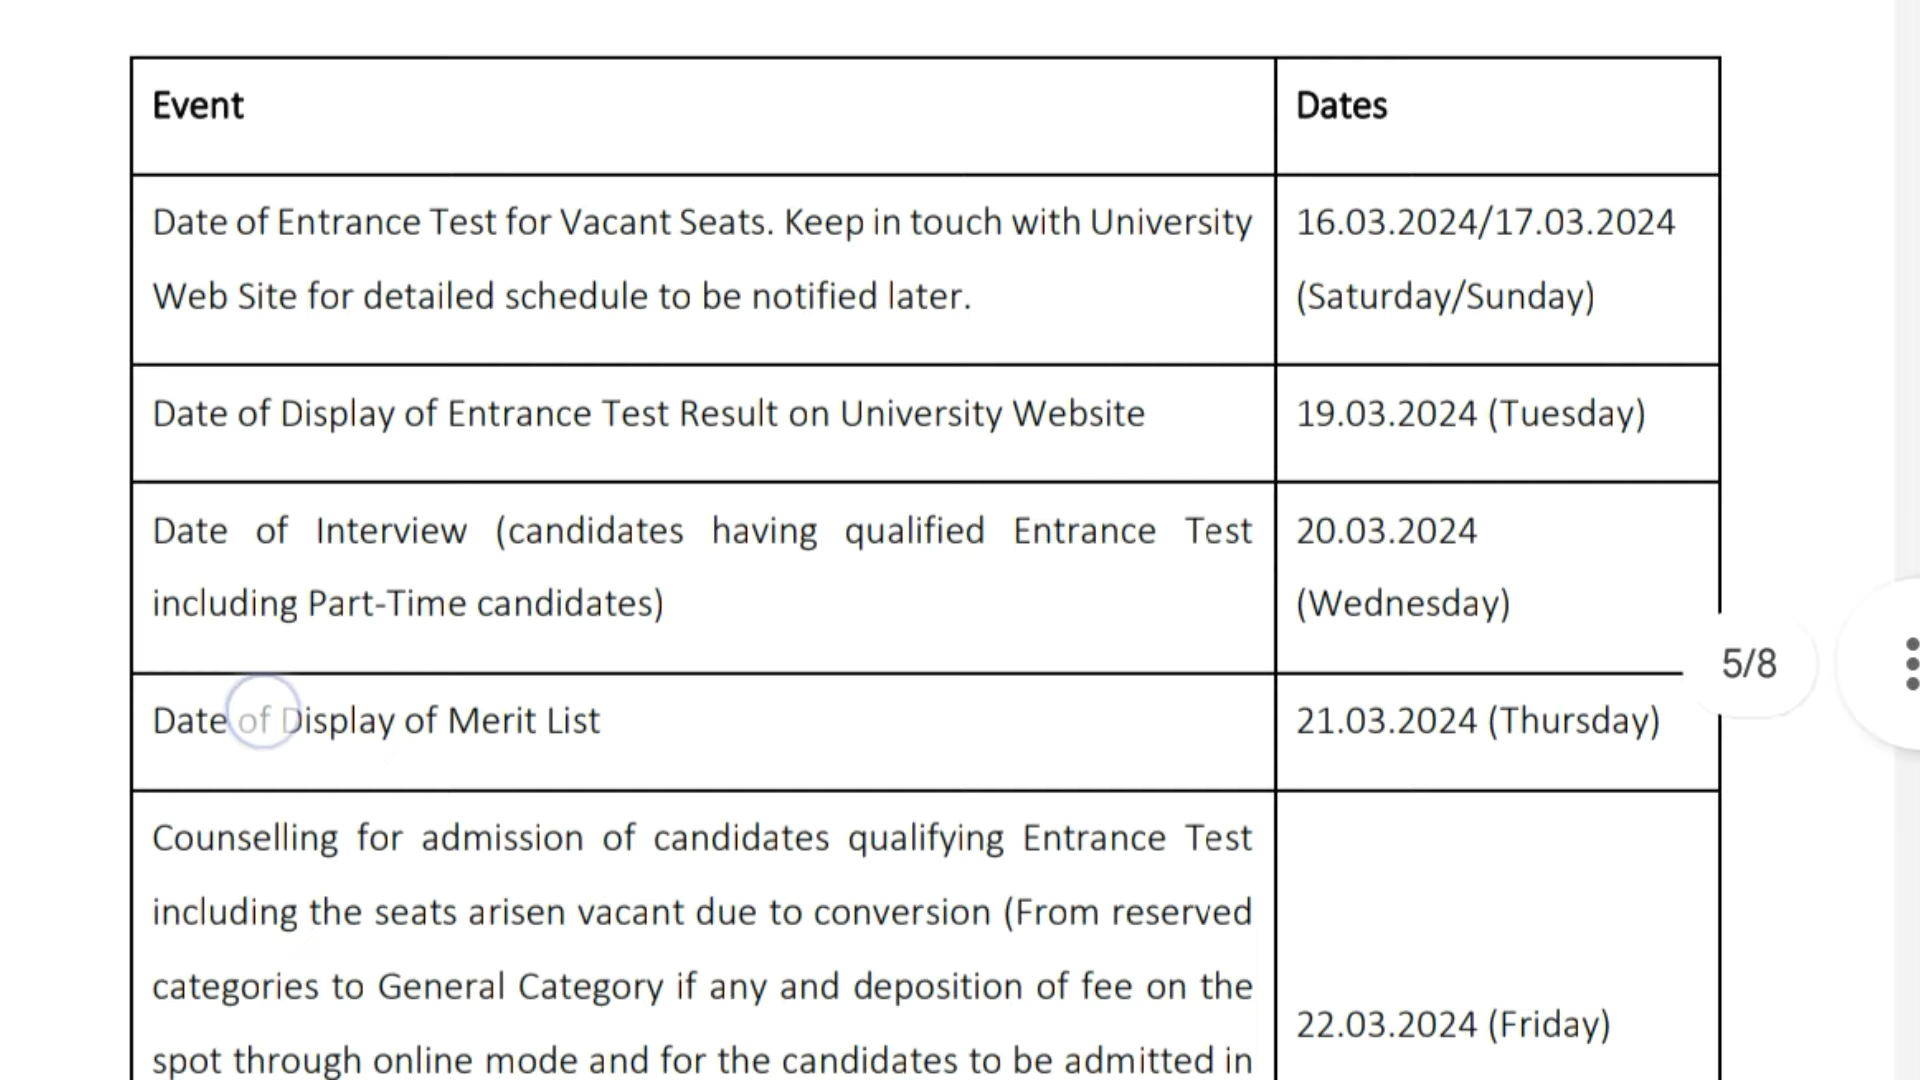 Event
Dates
Date of Entrance Test for Vacant Seats. Keep in touch with University
Web Site for detailed schedule to be notified later.
16.03.2024/17.03.2024
(Saturday/Sunday)
Date of Display of Entrance Test Result on University Website
19.03.2024 (Tuesday)
Date of Interview (candidates having qualified Entrance Test
including Part-Time candidates)
20.03.2024
(Wednesday)
5/8
Date of Display of Merit List
21.03.2024 (Thursday)
Counselling for admission of candidates qualifying Entrance Test
including the seats arisen vacant due to conversion (From reserved
categories to General Category if any and deposition of fee on the
spot through online mode and for the candidates to be admitted in
22.03.2024 (Friday)